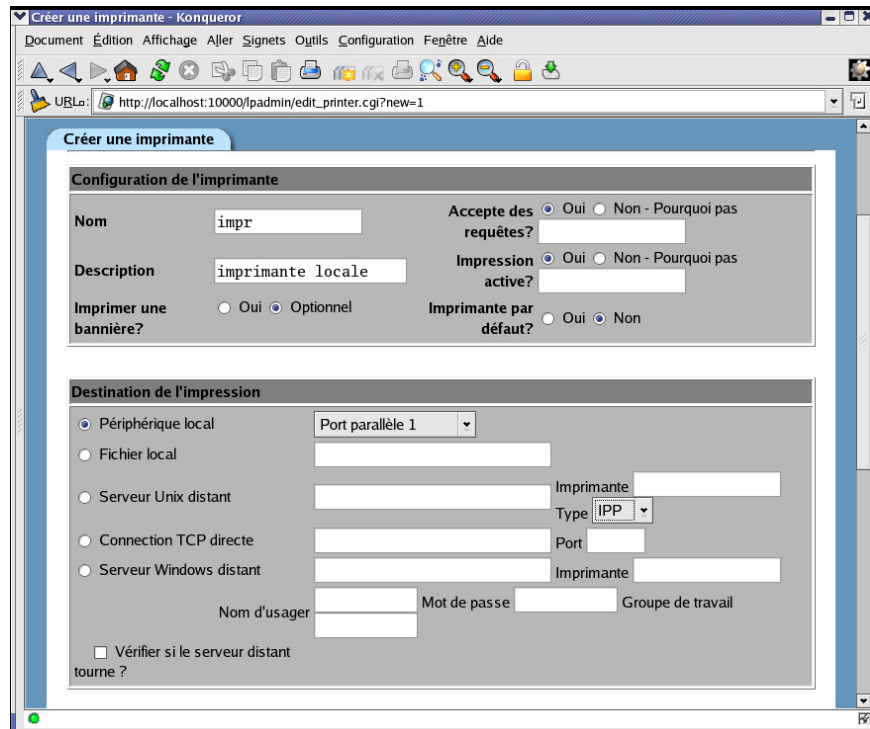 Créer une imprimante - Konqueror
Document Édition Affichage Aller Signets Outils Configuration Fenêtre Aide
URL: http://localhost:10000/lpadmin/edit_printer.cgi?new=1
Créer une imprimante
Configuration de l'imprimante
Nom impr Accepte des requêtes? Oui Non - Pourquoi pas
Description imprimante locale Impression active? Oui Non - Pourquoi pas
Imprimer une bannière? Oui Optionnel Imprimante par défaut? Oui Non
Destination de l'impression
Périphérique local Port parallèle 1
Fichier local
Serveur Unix distant Imprimante
Type IPP
Connection TCP directe Port
Serveur Windows distant Imprimante
Nom d'usager Mot de passe Groupe de travail
Vérifier si le serveur distant
tourne ?